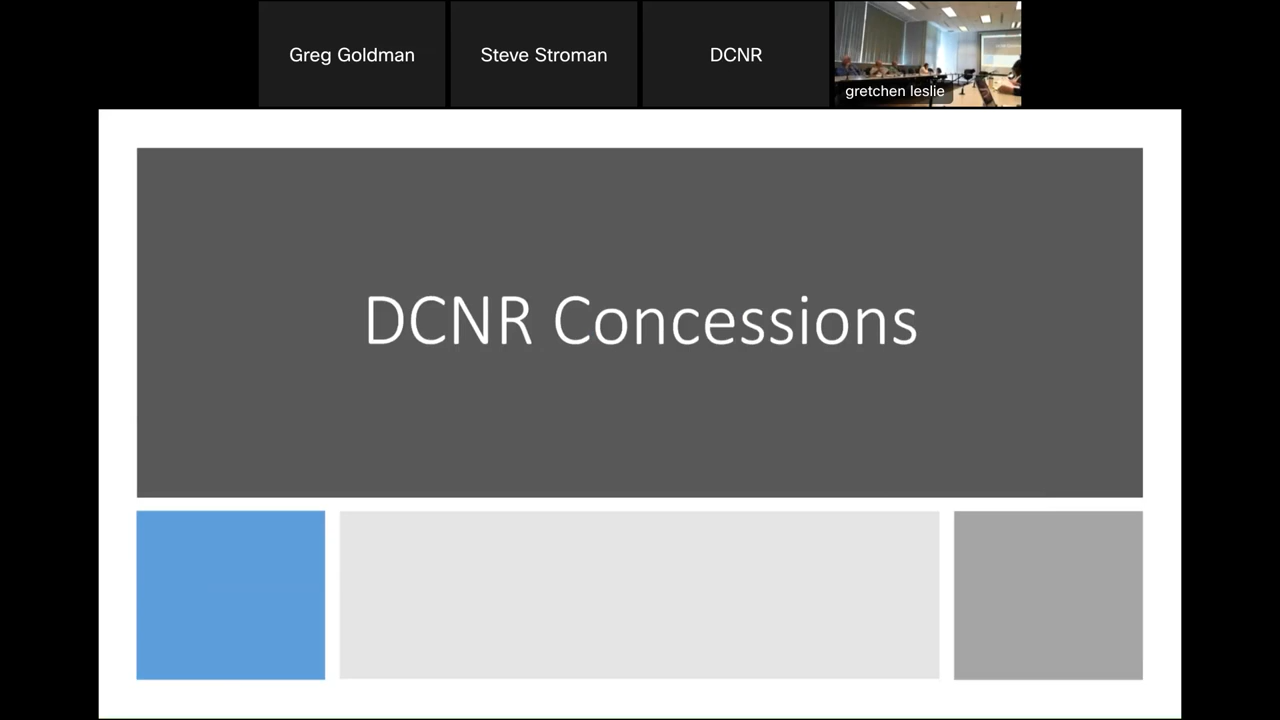 Greg Goldman
Steve Stroman
DCNR
gretchen leslie
DCNR Concessions